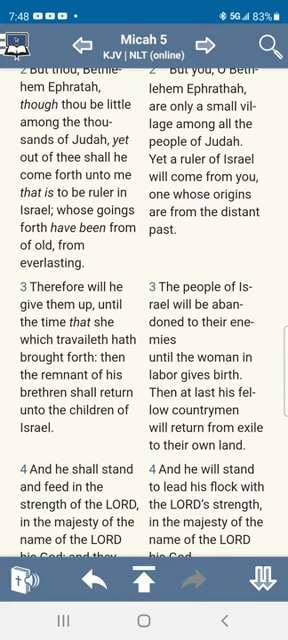 7:48
5G 83%
Micah 5
KJV | NLT (online)
2 But thou, Bethle-
hem Ephratah,
though thou be little
among the thou-
sands of Judah, yet
out of thee shall he
come forth unto me
that is to be ruler in
Israel; whose goings
forth have been from
of old, from
everlasting.
2 But you, O Beth-
lehem Ephrathah,
are only a small vil-
lage among all the
people of Judah.
Yet a ruler of Israel
will come from you,
one whose origins
are from the distant
past.
3 Therefore will he
give them up, until
the time that she
which travaileth hath
brought forth: then
the remnant of his
brethren shall return
unto the children of
Israel.
3 The people of Is-
rael will be aban-
doned to their ene-
mies
until the woman in
labor gives birth.
Then at last his fel-
low countrymen
will return from exile
to their own land.
4 And he shall stand
and feed in the
strength of the LORD,
in the majesty of the
name of the LORD
his God; and they
4 And he will stand
to lead his flock with
the LORD's strength,
in the majesty of the
name of the LORD
his God